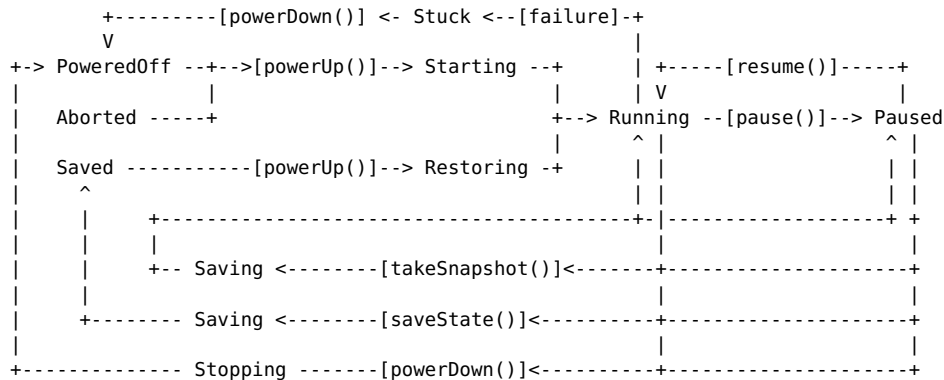 +---------[powerDown()] <- Stuck <--[failure]-+
V |
+-> PoweredOff --+-->[powerUp()]--> Starting --+ | +-----[resume()]-----+
| | | | V |
| Aborted -----+ +--> Running --[pause()]--> Paused
| | ^ | ^ |
| Saved -----------[powerUp()]--> Restoring -+ | | | |
| ^ | | | |
| | +-----------------------------------------+-|-------------------+ +
| | | | |
| | +-- Saving <--------[takeSnapshot()]<-------+---------------------+
| | | |
| +-------- Saving <--------[saveState()]<----------+---------------------+
| | |
+-------------- Stopping -------[powerDown()]<----------+---------------------+